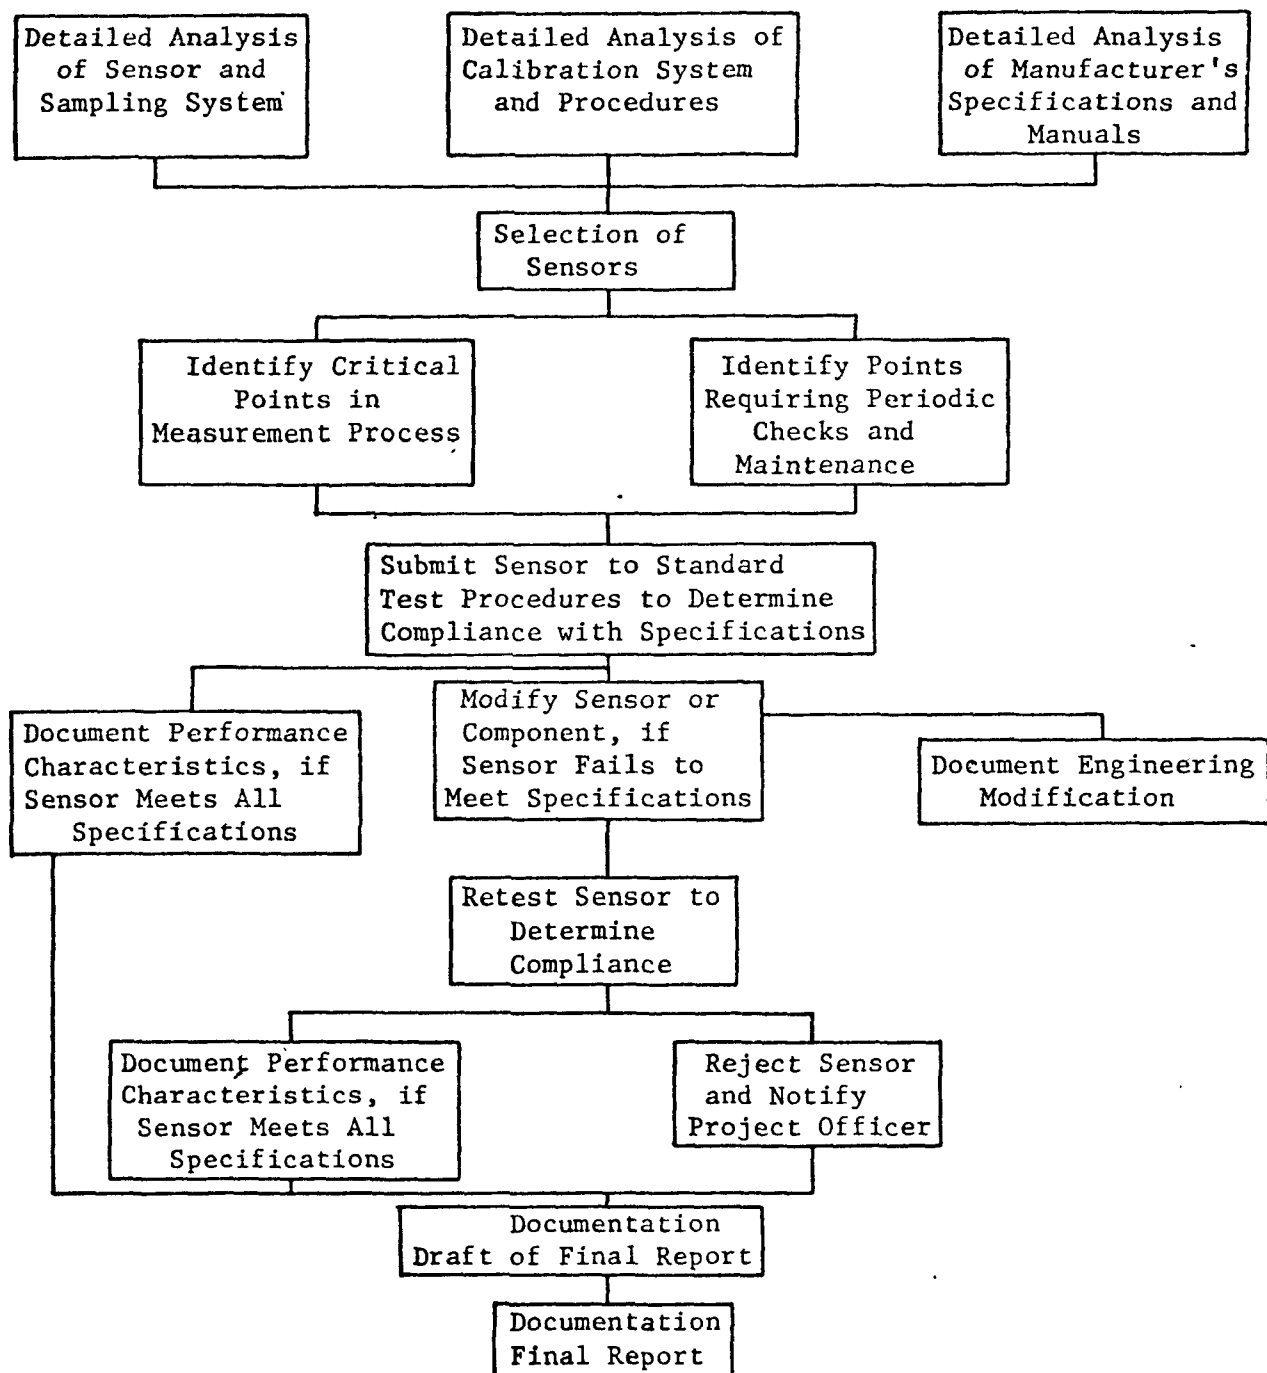 Detailed Analysis
of Sensor and
Sampling System
Detailed Analysis of
Calibration System
and Procedures
Detailed Analysis
of Manufacturer's
Specifications and
Manuals
Selection of
Sensors
Identify Critical
Points in
Measurement Process
Identify Points
Requiring Periodic
Checks and
Maintenance
Submit Sensor to Standard
Test Procedures to Determine
Compliance with Specifications
Document Performance
Characteristics, if
Sensor Meets All
Specifications
Modify Sensor or
Component, if
Sensor Fails to
Meet Specifications
Document Engineering
Modification
Retest Sensor to
Determine
Compliance
Document Performance
Characteristics, if
Sensor Meets All
Specifications
Reject Sensor
and Notify
Project Officer
Documentation
Draft of Final Report
Documentation
Final Report